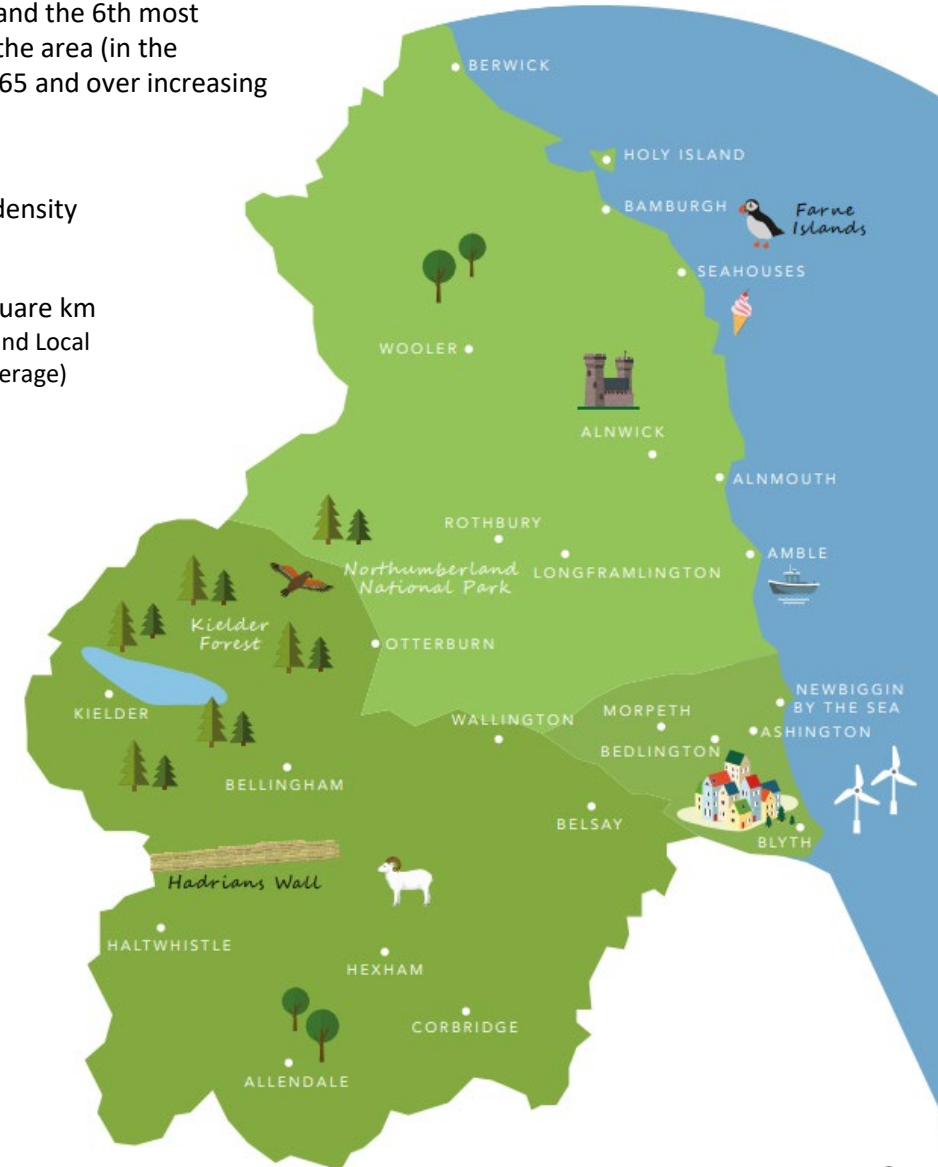 and the 6th most
the area (in the
65 and over increasing
density
uare km
nd Local
erage)
BERWICK
HOLY ISLAND
BAMBURGH
Farne
Islands
SEAHOUSES
WOOLER
ALNWICK
ALNMOUTH
ROTHBURY
AMBLE
LONGFRAMLINGTON
Northumberland
National Park
Kielder
Forest
OTTERBURN
NEWBIGGIN
BY THE SEA
KIELDER
MORPETH
WALLINGTON
ASHINGTON
BEDLINGTON
BELLINGHAM
BELSAY
BLYTH
Hadrians Wall
HALTWHISTLE
HEXHAM
CORBRIDGE
ALLENDALE